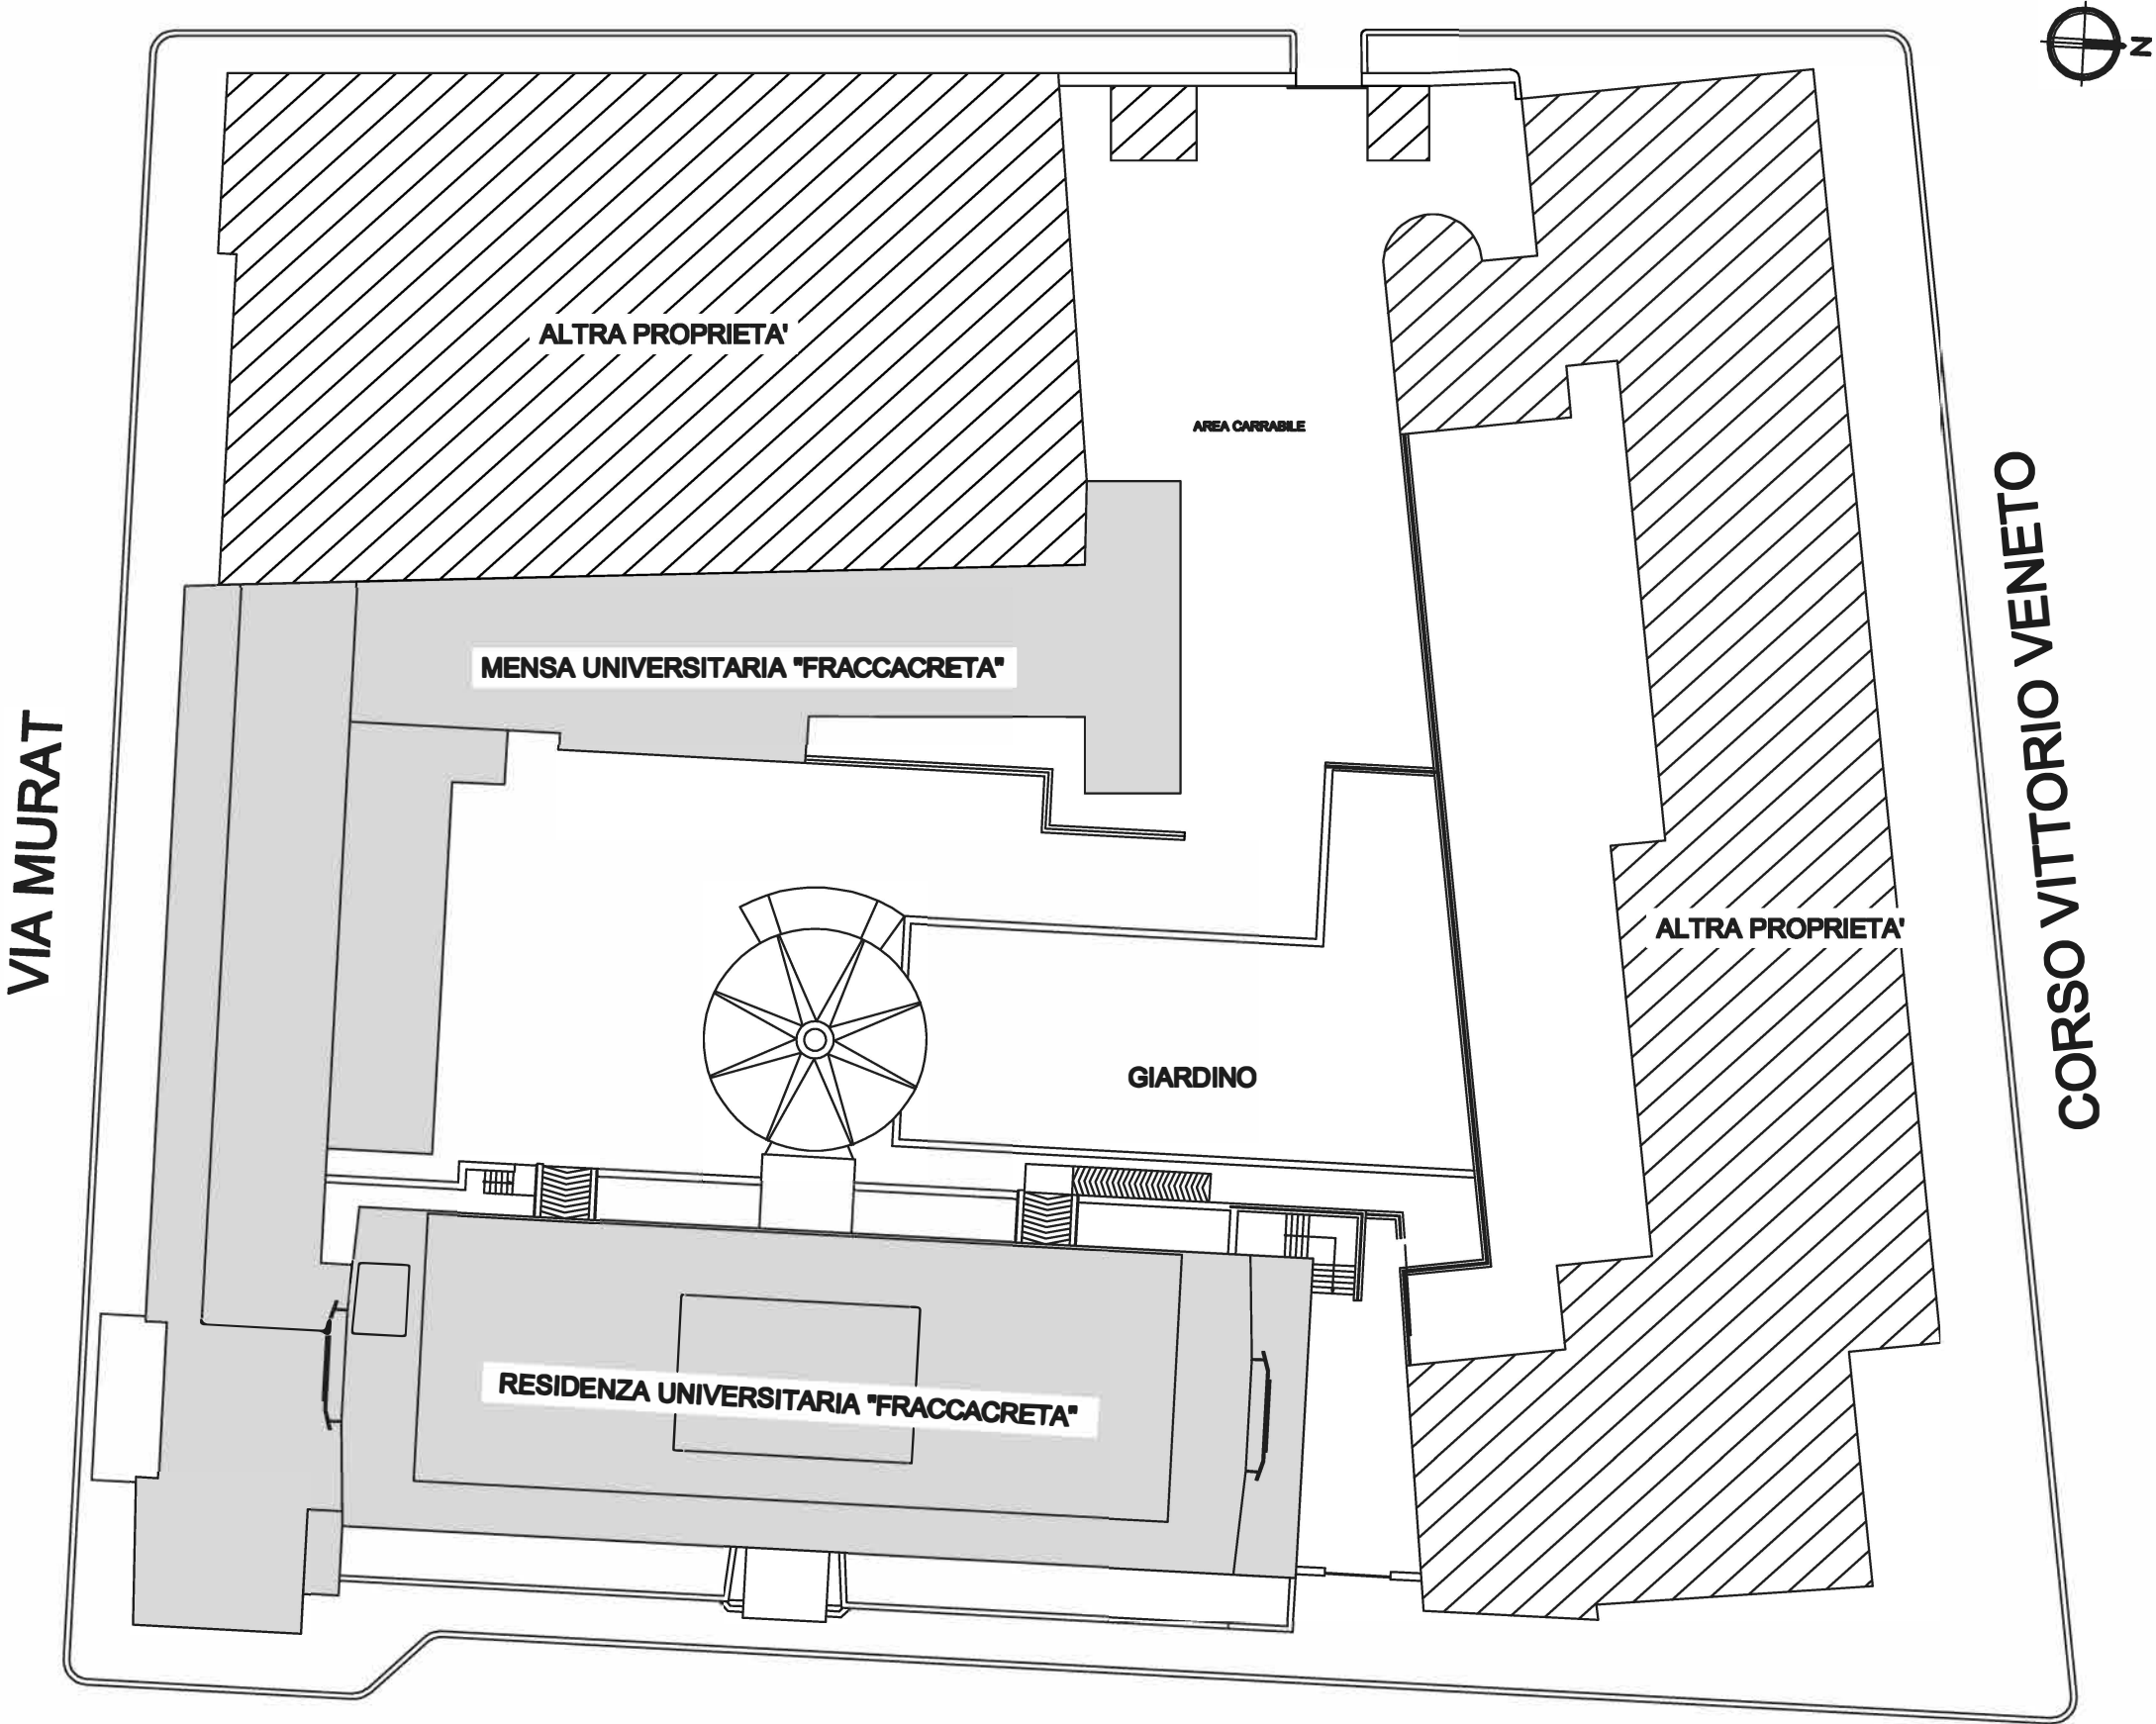 N
ALTRA PROPRIETA'
AREA CARRABILE
MENSA UNIVERSITARIA "FRACCACRETA"
VIA MURAT
CORSO VITTORIO VENETO
ALTRA PROPRIETA'
GIARDINO
RESIDENZA UNIVERSITARIA "FRACCACRETA"